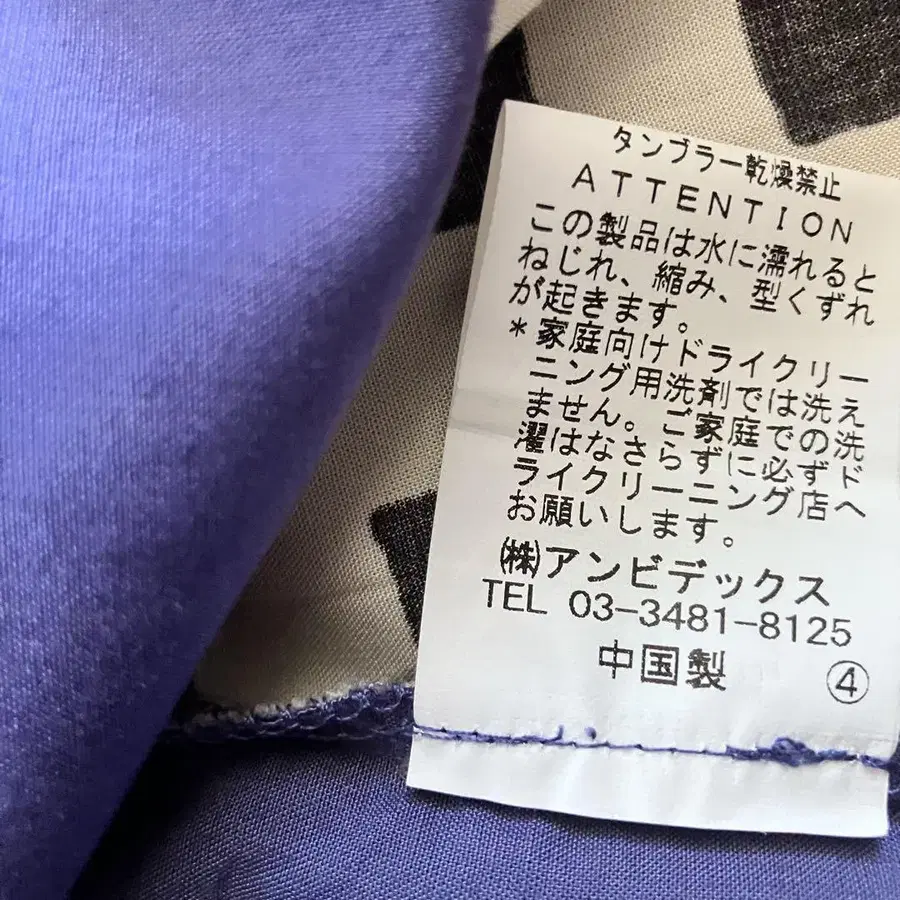 タンブラー乾燥禁止
ATTENTION
この製品は水に濡れると
ねじれ、縮み、型くずれ
が起きます。
*家庭向けドライクリー
ニング用洗剤では洗え
ません。ご家庭での洗
濯はなさらずに必ずド
ライクリーニング店へ
お願いします。
㈱アンビデックス
TEL 03-3481-8125
中国製 ④